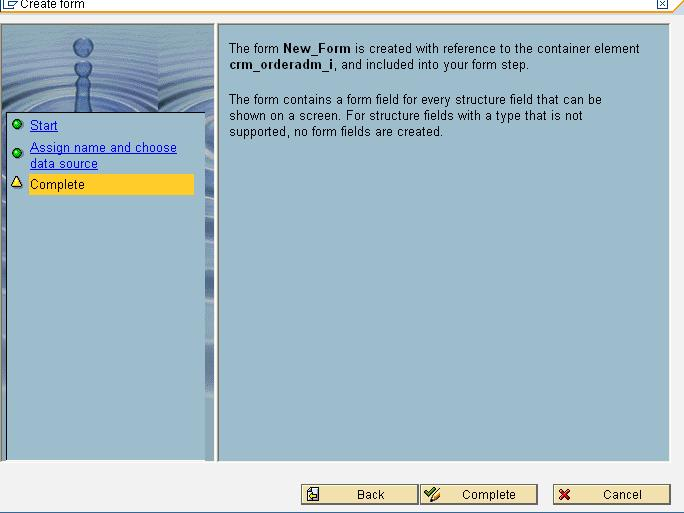 Create form
The form New_Form is created with reference to the container element
crm_orderadm_i, and included into your form step.
The form contains a form field for every structure field that can be
shown on a screen. For structure fields with a type that is not
supported, no form fields are created.
Start
Assign name and choose
data source
Complete
Back
Complete
Cancel